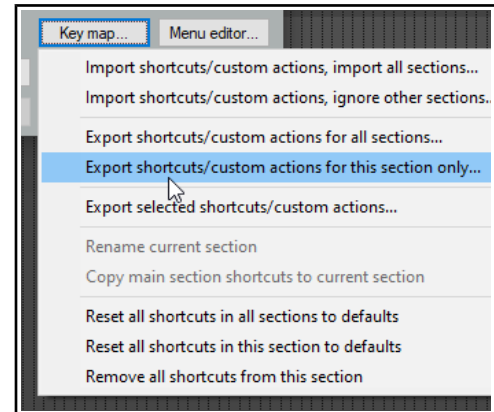 Key map... Menu editor...
Import shortcuts/custom actions, import all sections...
Import shortcuts/custom actions, ignore other sections..
Export shortcuts/custom actions for all sections...
Export shortcuts/custom actions for this section only...
Export selected shortcuts/custom actions...
Rename current section
Copy main section shortcuts to current section
Reset all shortcuts in all sections to defaults
Reset all shortcuts in this section to defaults
Remove all shortcuts from this section